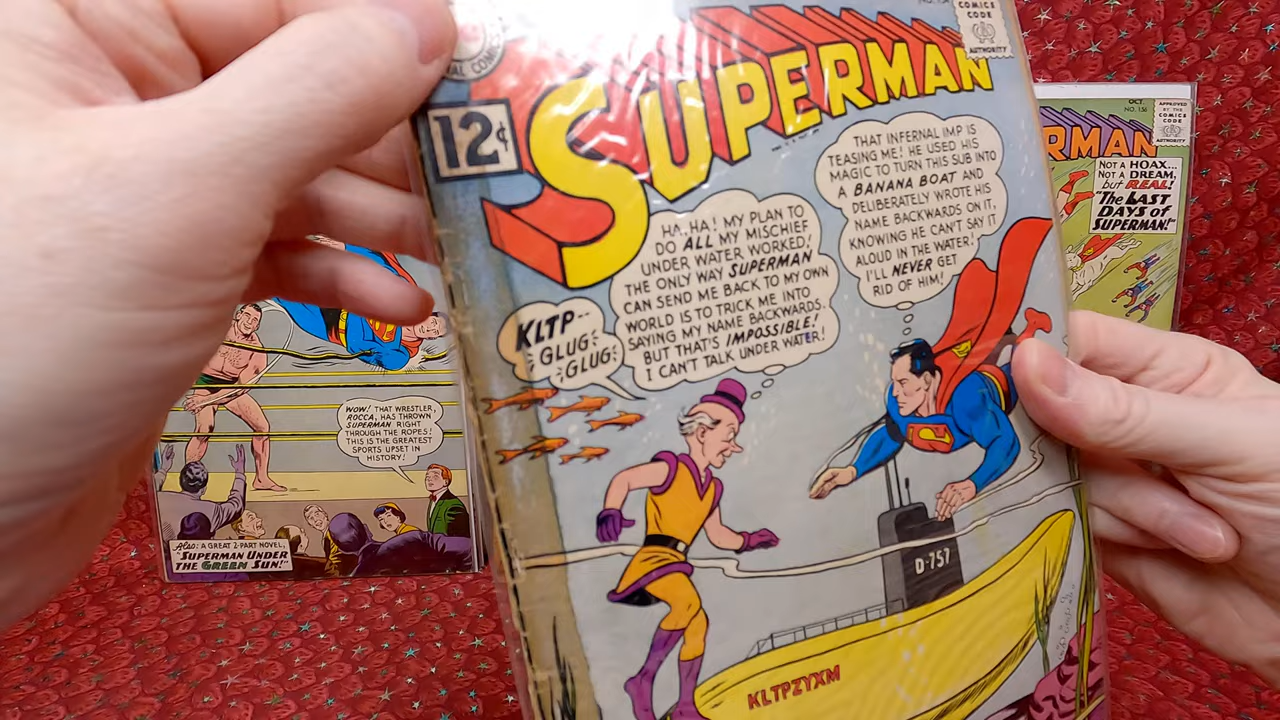 AL COMICS
12¢
SUPERMAN
COMICS
CODE
AUTHORITY
HA, HA! MY PLAN TO
DO ALL MY MISCHIEF
UNDER WATER WORKED!
THE ONLY WAY SUPERMAN
CAN SEND ME BACK TO MY OWN
WORLD IS TO TRICK ME INTO
SAYING MY NAME BACKWARDS.
BUT THAT'S IMPOSSIBLE!
I CAN'T TALK UNDER WATER!
THAT INFERNAL IMP IS
TEASING ME! HE USED HIS
MAGIC TO TURN THIS SUB INTO
A BANANA BOAT AND
DELIBERATELY WROTE HIS
NAME BACKWARDS ON IT,
KNOWING HE CAN'T SAY IT
ALOUD IN THE WATER!
I'LL NEVER GET
RID OF HIM!
KLTP--
GLUG
GLUG
D-757
KLTPZYXM
WOW! THAT WRESTLER,
ROCCA, HAS THROWN
SUPERMAN RIGHT
THROUGH THE ROPES!
THIS IS THE GREATEST
SPORTS UPSET IN
HISTORY!
Also: A GREAT 2-PART NOVEL,
"SUPERMAN UNDER
THE GREEN SUN!"
OCT.
NO. 156
APPROVED
BY THE
COMICS
CODE
AUTHORITY
RMAN
NOT A HOAX...
NOT A DREAM,
but REAL!
"The LAST
DAYS of
SUPERMAN!"